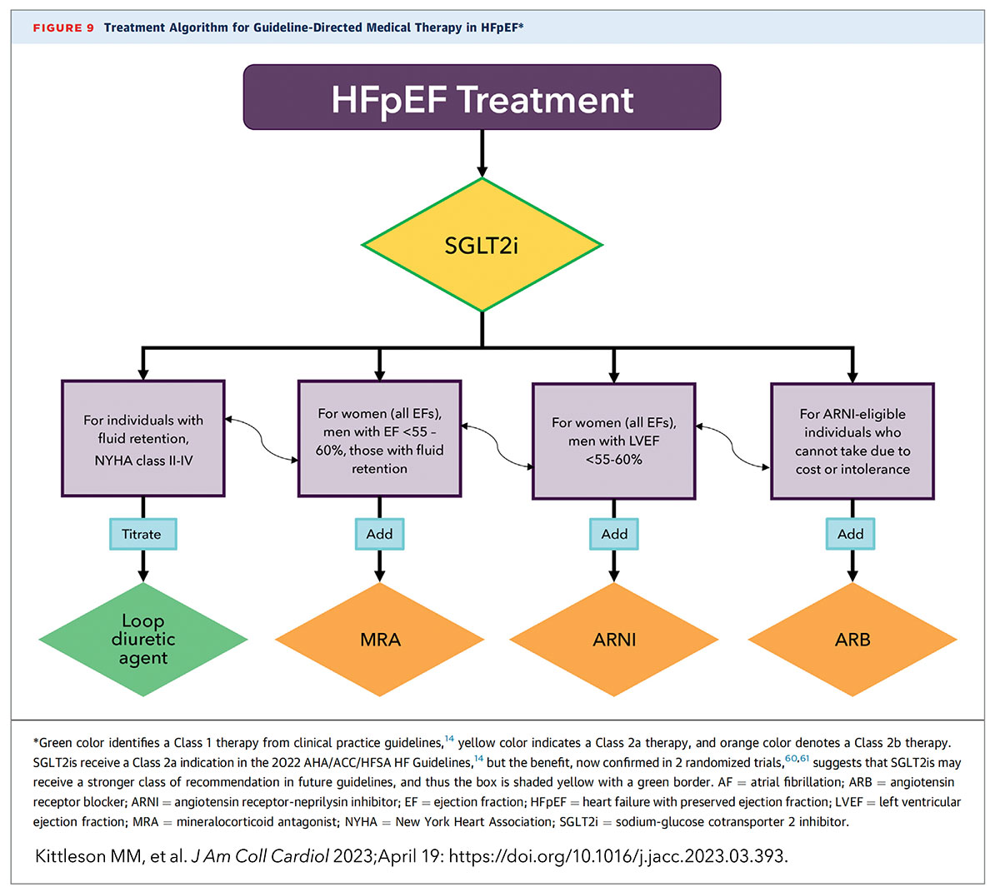 FIGURE 9 Treatment Algorithm for Guideline-Directed Medical Therapy in HFpEF*
HFpEF Treatment
SGLT2i
For individuals with
fluid retention,
NYHA class II-IV
For women (all EFs),
men with EF <55 –
60%, those with fluid
retention
For women (all EFs),
men with LVEF
<55-60%
For ARNI-eligible
individuals who
cannot take due to
cost or intolerance
Titrate
Add
Add
Add
Loop
diuretic
agent
MRA
ARNI
ARB
*Green color identifies a Class 1 therapy from clinical practice guidelines,14 yellow color indicates a Class 2a therapy, and orange color denotes a Class 2b therapy.
SGLT2is receive a Class 2a indication in the 2022 AHA/ACC/HFSA HF Guidelines,14 but the benefit, now confirmed in 2 randomized trials,60,61 suggests that SGLT2is may
receive a stronger class of recommendation in future guidelines, and thus the box is shaded yellow with a green border. AF = atrial fibrillation; ARB = angiotensin
receptor blocker; ARNI = angiotensin receptor-neprilysin inhibitor; EF = ejection fraction; HFpEF = heart failure with preserved ejection fraction; LVEF = left ventricular
ejection fraction; MRA = mineralocorticoid antagonist; NYHA = New York Heart Association; SGLT2i = sodium-glucose cotransporter 2 inhibitor.
Kittleson MM, et al. J Am Coll Cardiol 2023;April 19: https://doi.org/10.1016/j.jacc.2023.03.393.